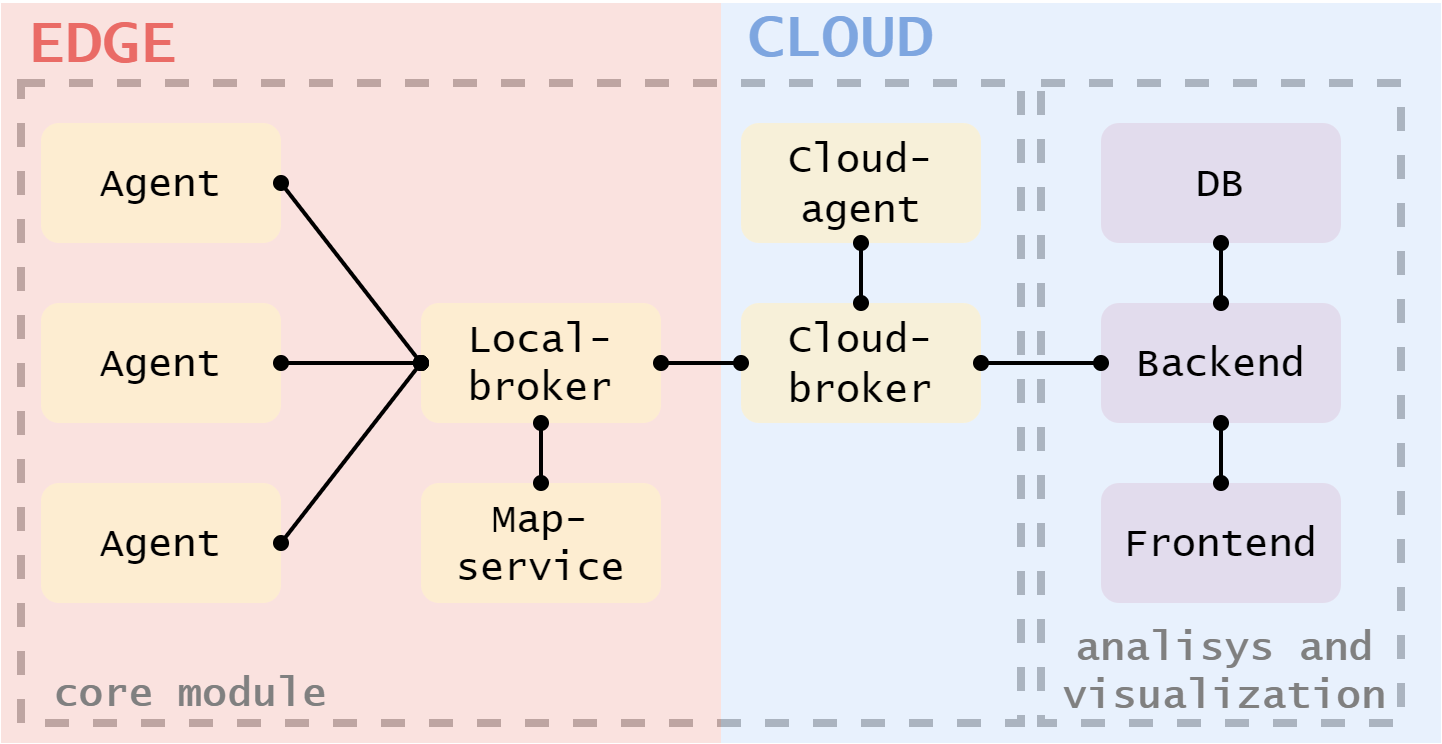 EDGE
CLOUD
Agent
Cloud-
agent
DB
Agent
Local-
broker
Cloud-
broker
Backend
Agent
Map-
service
Frontend
core module
analisys and
visualization